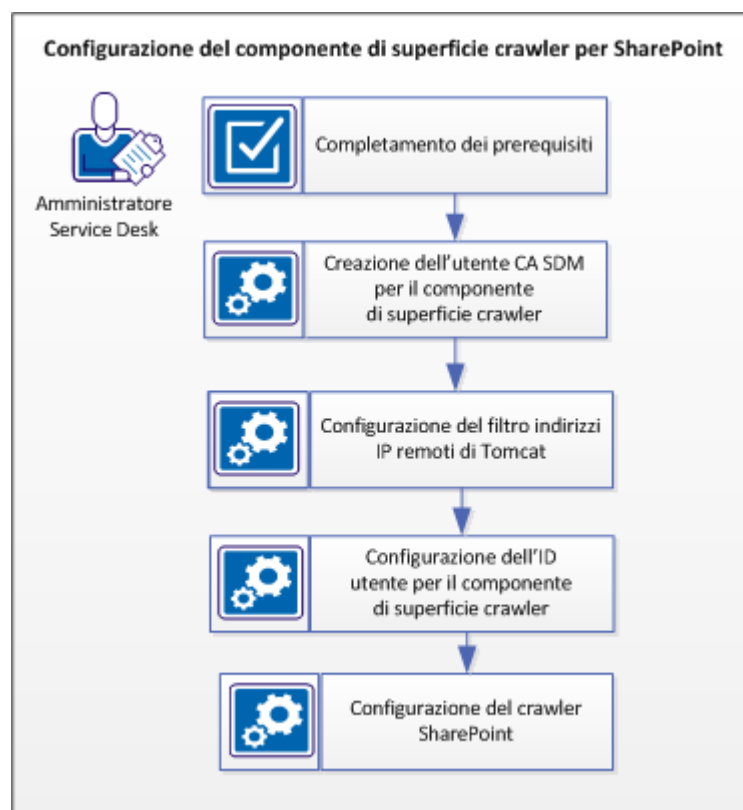 Configurazione del componente di superficie crawler per SharePoint
Amministratore
Service Desk
Completamento dei prerequisiti
Creazione dell'utente CA SDM
per il componente
di superficie crawler
Configurazione del filtro indirizzi
IP remoti di Tomcat
Configurazione dell'ID
utente per il componente
di superficie crawler
Configurazione del crawler
SharePoint